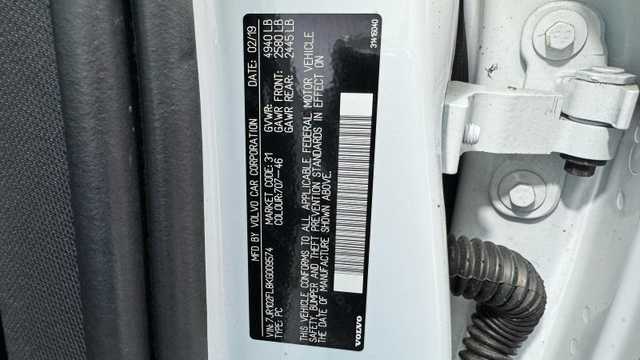 MFD. BY VOLVO CAR CORPORATION DATE: 02/19
VIN: 7JR102FLBKG009574 GVWR: 4940 LB
TYPE: PC MARKET CODE: 31 GAWR FRONT: 2580 LB
COLOUR:707-46 GAWR REAR: 2445 LB
THIS VEHICLE CONFORMS TO ALL APPLICABLE FEDERAL MOTOR VEHICLE
SAFETY, BUMPER AND THEFT PREVENTION STANDARDS IN EFFECT ON
THE DATE OF MANUFACTURE SHOWN ABOVE.
VOLVO 31416040